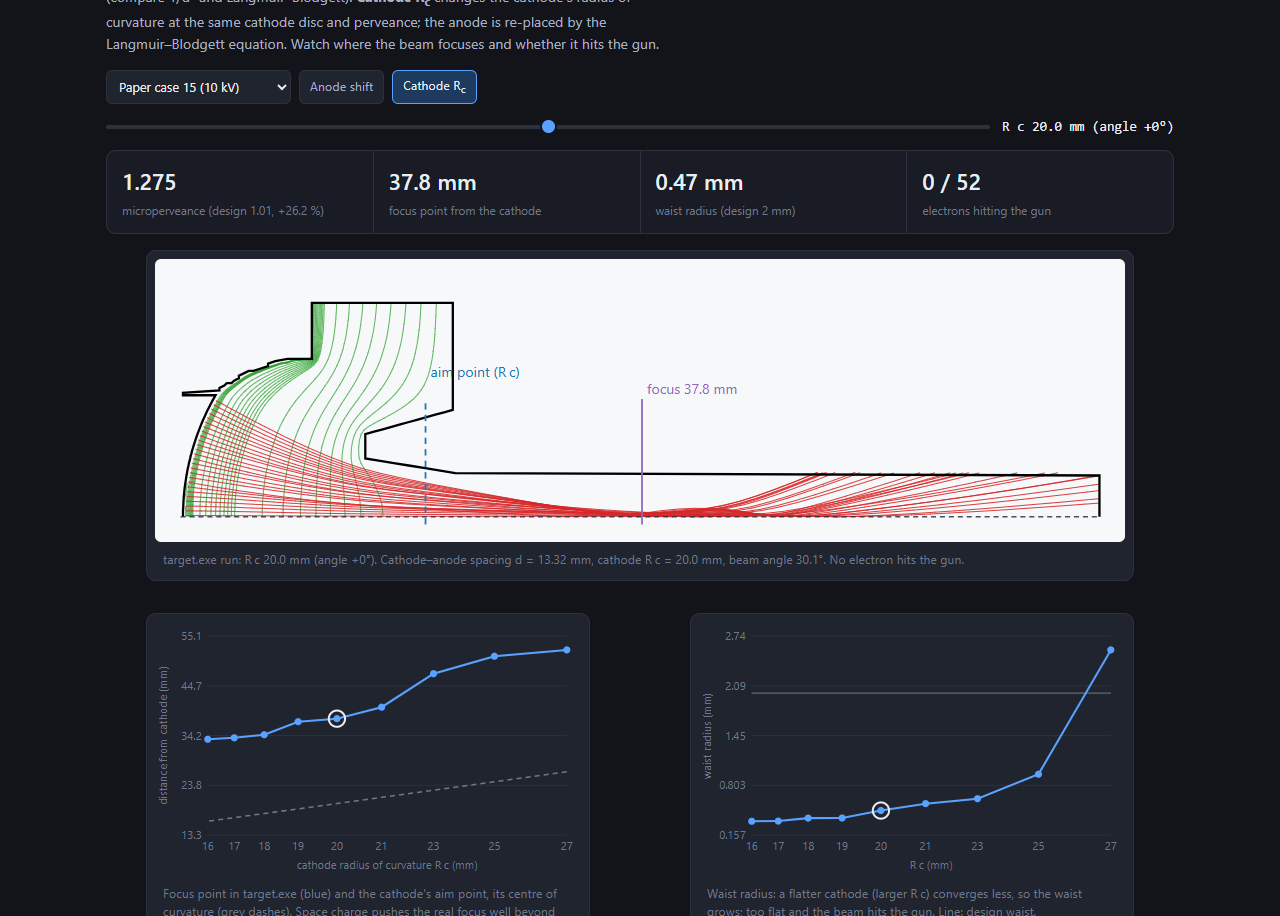 curvature at the same cathode disc and perveance; the anode is re-placed by the
Langmuir–Blodgett equation. Watch where the beam focuses and whether it hits the gun.
Paper case 15 (10 kV)
Anode shift
Cathode Rc
R c 20.0 mm (angle +0°)
1.275
microperveance (design 1.01, +26.2 %)
37.8 mm
focus point from the cathode
0.47 mm
waist radius (design 2 mm)
0 / 52
electrons hitting the gun
aim point (R c)
focus 37.8 mm
target.exe run: R c 20.0 mm (angle +0°). Cathode–anode spacing d = 13.32 mm, cathode R c = 20.0 mm, beam angle 30.1°. No electron hits the gun.
55.1
44.7
34.2
23.8
13.3
distance from cathode (mm)
16 17 18 19 20 21 23 25 27
cathode radius of curvature R c (mm)
Focus point in target.exe (blue) and the cathode's aim point, its centre of
curvature (grey dashes). Space charge pushes the real focus well beyond
2.74
2.09
1.45
0.803
0.157
waist radius (mm)
16 17 18 19 20 21 23 25 27
R c (mm)
Waist radius: a flatter cathode (larger R c) converges less, so the waist
grows; too flat and the beam hits the gun. Line: design waist.